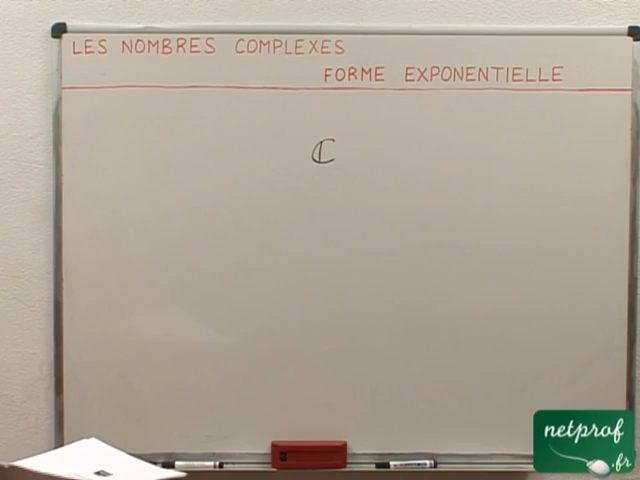 LES NOMBRES COMPLEXES
FORME EXPONENTIELLE
ℂ
netprof
.fr